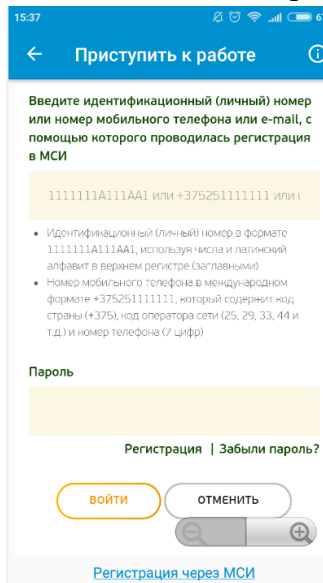 15:37
Приступить к работе
Введите идентификационный (личный) номер
или номер мобильного телефона или e-mail, с
помощью которого проводилась регистрация
в МСИ
1111111A111AA1 или +375251111111 или
• Идентификационный (личный) номер в формате
1111111A111AA1, используя числа и латинский
алфавит в верхнем регистре (заглавными)
• Номер мобильного телефона в международном
формате +375251111111, который содержит код
страны (+375), код оператора сети (25, 29, 33, 44 и
т.д.) и номер телефона (7 цифр)
Пароль
Регистрация | Забыли пароль?
ВОЙТИ ОТМЕНИТЬ
Регистрация через МСИ